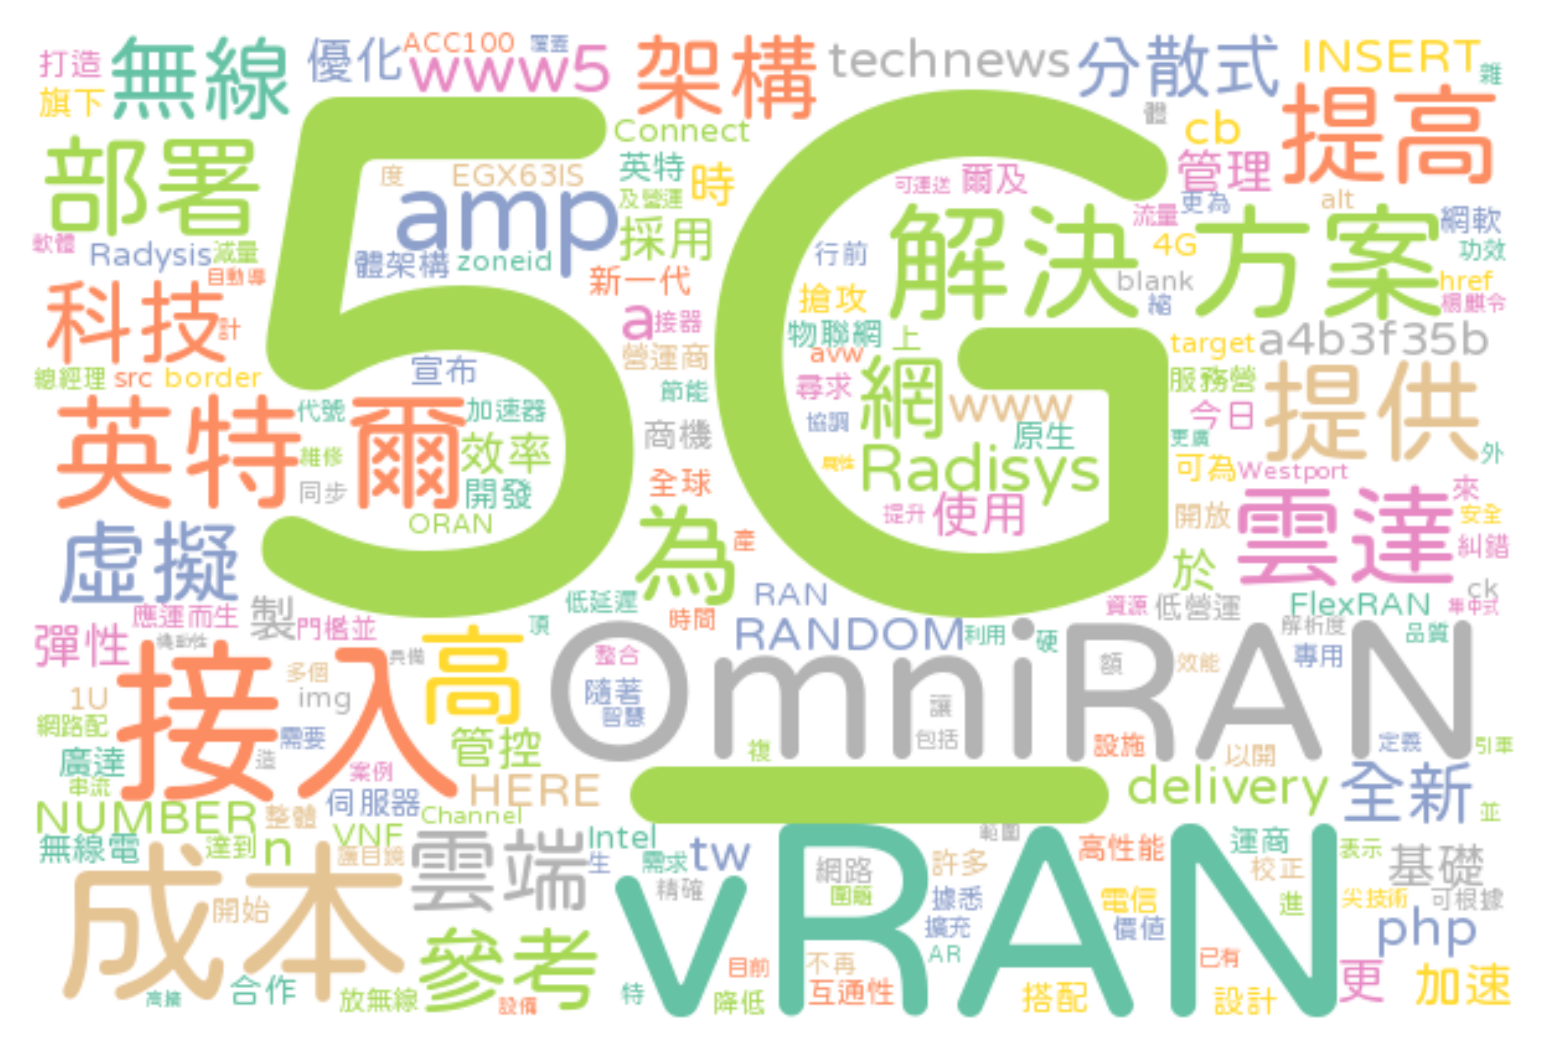 打造 無線 優化 ACC100 覆蓋 架構 technews 分散式 INSERT 雜
旗下 www5 體 cb 提高
部署 Connect 管理
度 EGX63IS 英特 時 可運送 爾及 更為 alt
amp 及營運 流量 網軟
軟體 Radysis 減量 採用 行前 解決方案 4G 功效
自動導 體架構 zoneid 新一代 blank href
科技 計 a 接器 搶攻 縮 楊麒令
物聯網 上 a4b3f35b
5G
總經理 src border 宣布 營運商 avw target
節能 尋求 網 www 服務營 提供
英特爾 代號 加速器 商機 協調 原生 今日 更廣
維修 效率 屬性 Radisys 可為 Westport 外
同步 開發 全球 提升 使用 開放 雲達 來 安全
ORAN 為 產 糾錯
虛擬 於
應運而生 製 門檻並 低延遲 RAN 資源 低營運 FlexRAN ck 集中式
彈性 機動性 頂 時間 RANDOM 利用 硬 解析度 品質
接入 具備 高 整合 OmniRAN 額 效能 專用
1U 多個 img 隨著 智慧 讓
網路配 需要 管控 包括 設施 以開 定義 引軍
廣達 造 案例 複
串流 伺服器 HERE _ delivery 全新
NUMBER 整體 Channel 並
無線電 達到 n VNF Intel 範圍 高性能 運商 表示
護目鏡 雲端 生 需求 tw 網路 許多 校正 基礎
成本 精確 vRAN 圍籬 據悉 電信 進 尖技術 可根據
開始 參考 擴充 價值 php
合作 AR 已有
放無線 目前 不再 更 加速
設備 特 降低 互通性 搭配 設計